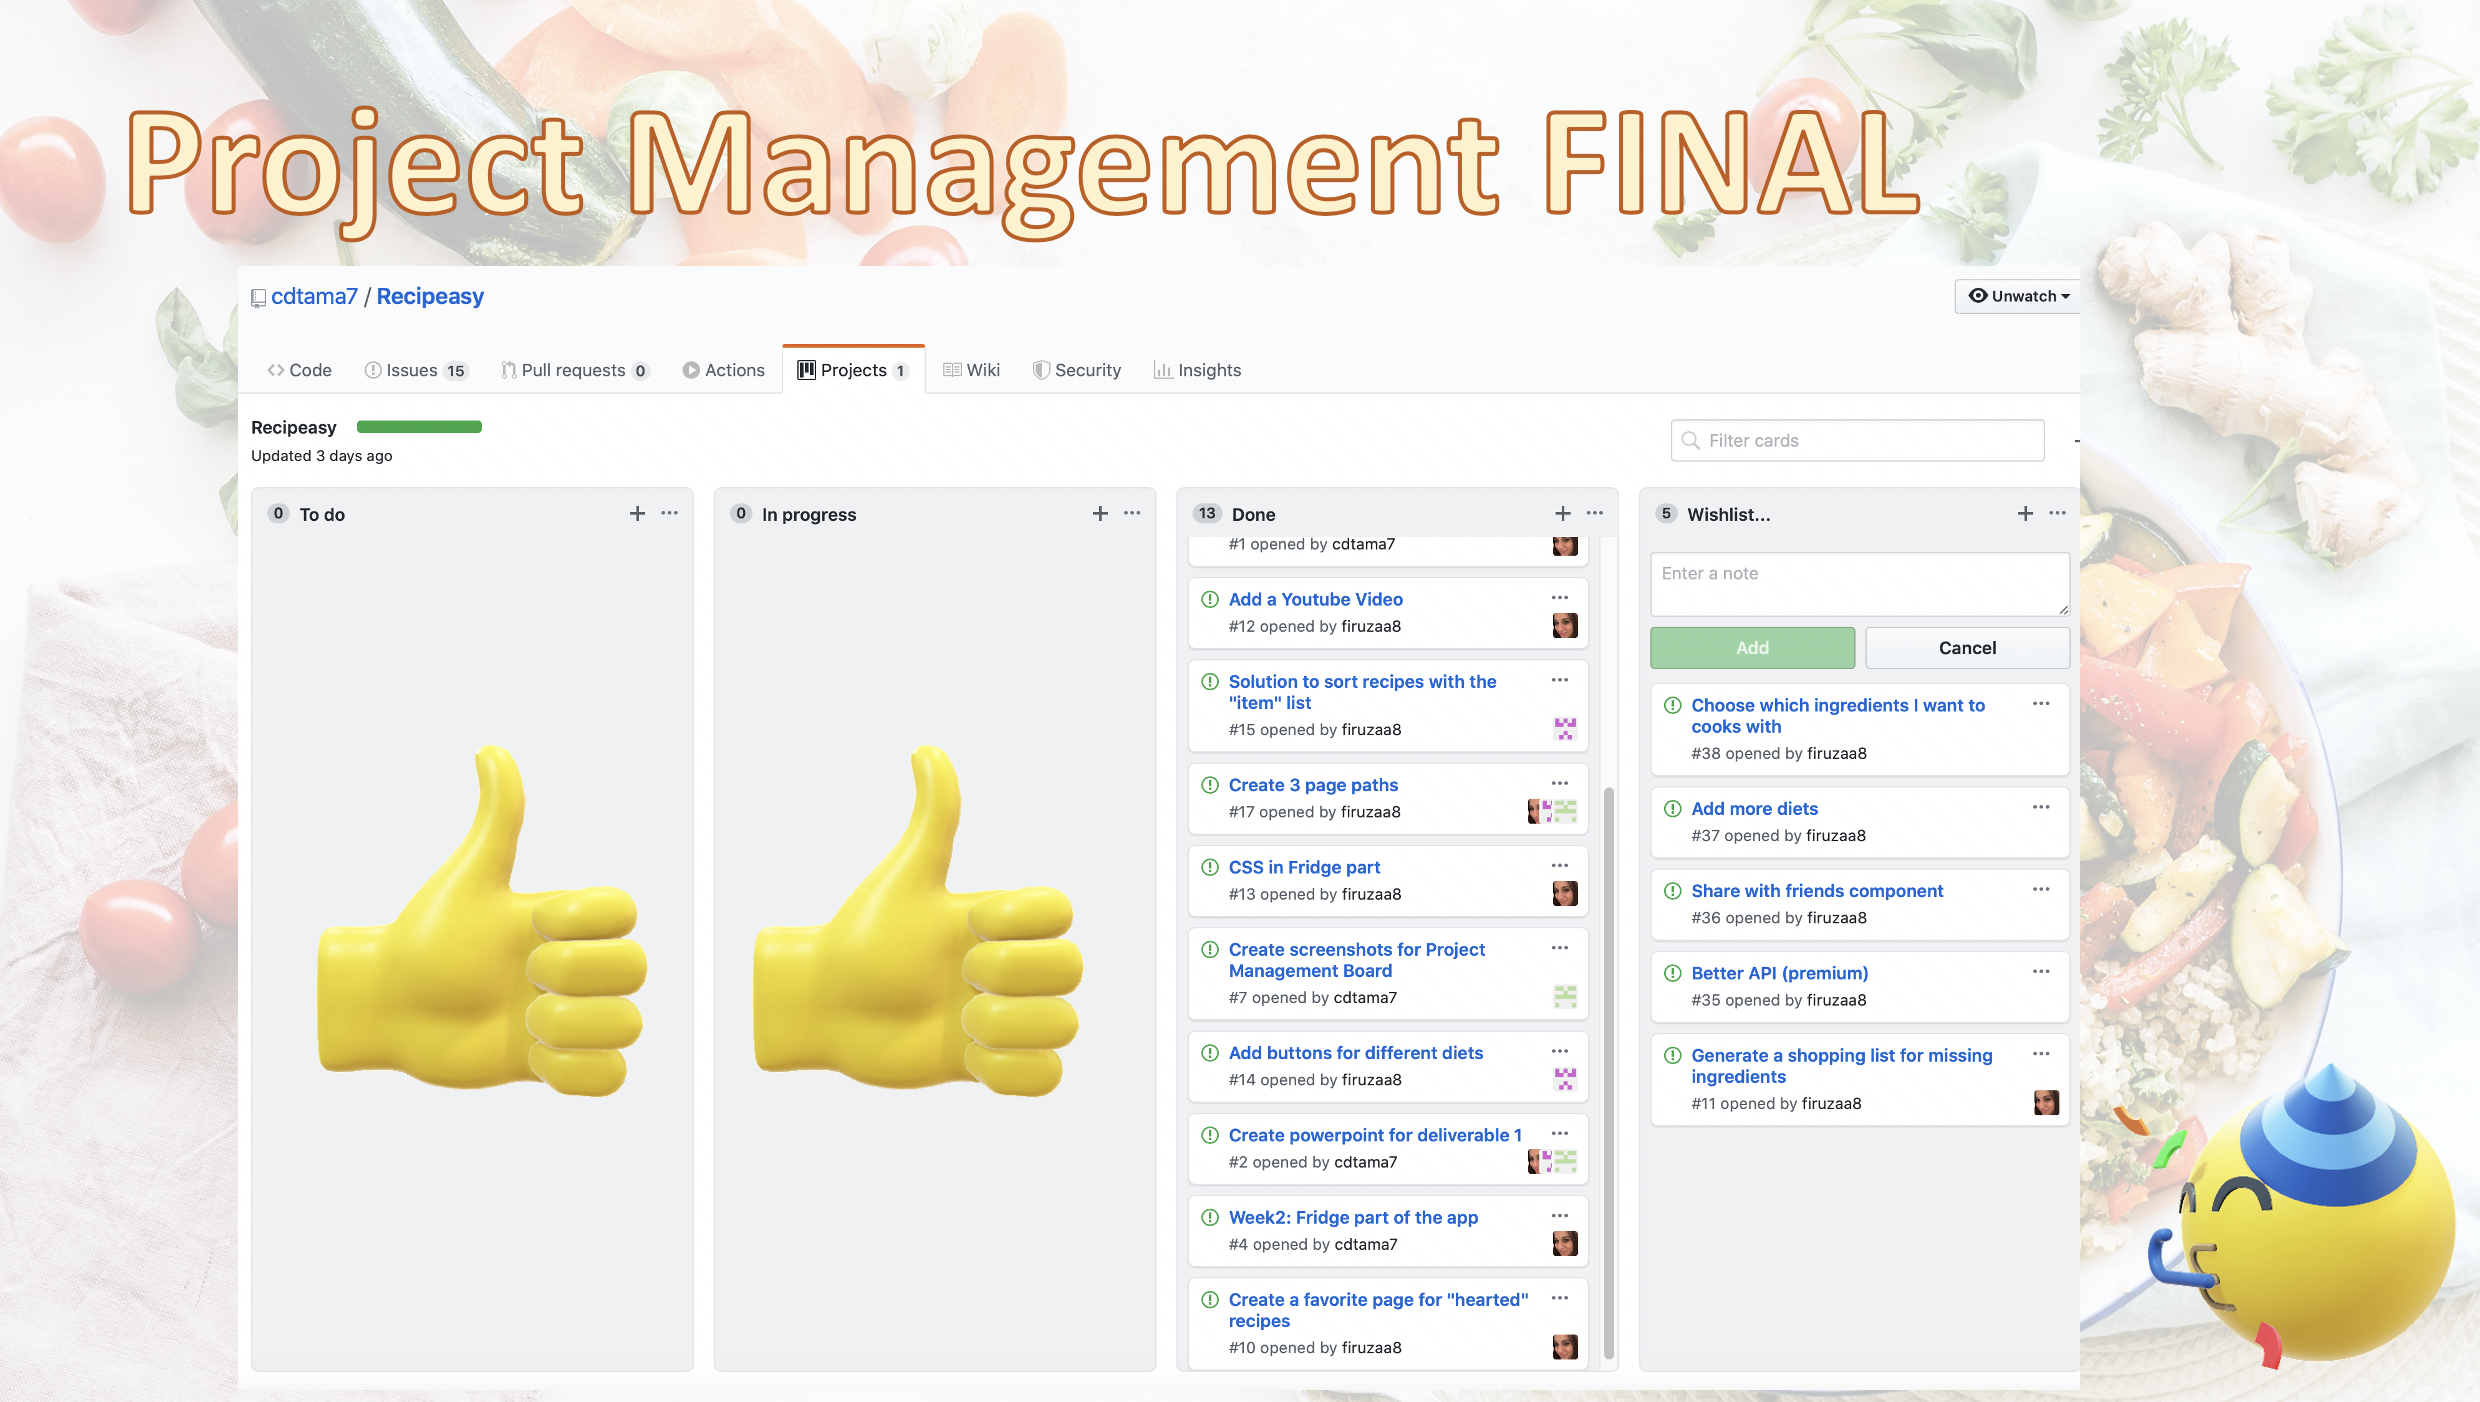 Project Management FINAL
cdtama7 / Recipeasy
Unwatch
Code
Issues 15
Pull requests 0
Actions
Projects 1
Wiki
Security
Insights
Recipeasy
Updated 3 days ago
Filter cards
0 To do
0 In progress
13 Done
#1 opened by cdtama7
Add a Youtube Video
#12 opened by firuzaa8
Solution to sort recipes with the
"item" list
#15 opened by firuzaa8
Create 3 page paths
#17 opened by firuzaa8
CSS in Fridge part
#13 opened by firuzaa8
Create screenshots for Project
Management Board
#7 opened by cdtama7
Add buttons for different diets
#14 opened by firuzaa8
Create powerpoint for deliverable 1
#2 opened by cdtama7
Week2: Fridge part of the app
#4 opened by cdtama7
Create a favorite page for "hearted"
recipes
#10 opened by firuzaa8
5 Wishlist...
Enter a note
Add
Cancel
Choose which ingredients I want to
cooks with
#38 opened by firuzaa8
Add more diets
#37 opened by firuzaa8
Share with friends component
#36 opened by firuzaa8
Better API (premium)
#35 opened by firuzaa8
Generate a shopping list for missing
ingredients
#11 opened by firuzaa8